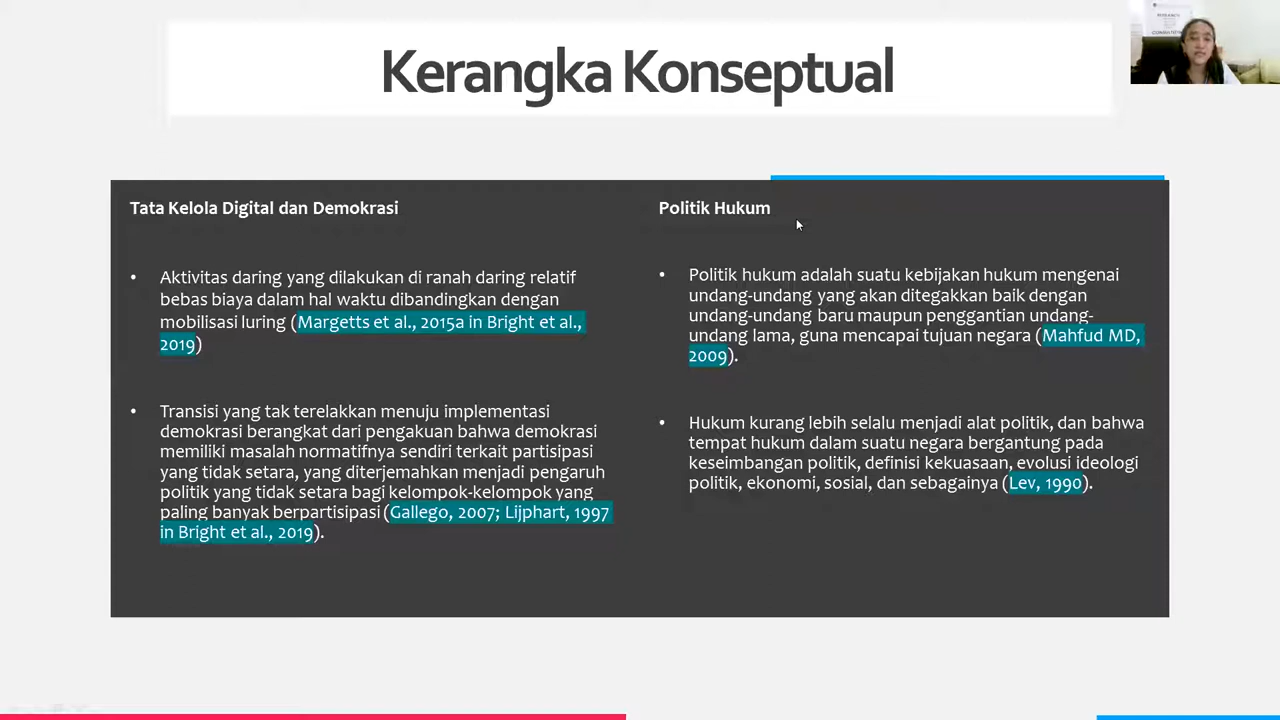 Kerangka Konseptual
Tata Kelola Digital dan Demokrasi
• Aktivitas daring yang dilakukan di ranah daring relatif
bebas biaya dalam hal waktu dibandingkan dengan
mobilisasi luring (Margetts et al., 2015a in Bright et al.,
2019)
• Transisi yang tak terelakkan menuju implementasi
demokrasi berangkat dari pengakuan bahwa demokrasi
memiliki masalah normatifnya sendiri terkait partisipasi
yang tidak setara, yang diterjemahkan menjadi pengaruh
politik yang tidak setara bagi kelompok-kelompok yang
paling banyak berpartisipasi (Gallego, 2007; Lijphart, 1997
in Bright et al., 2019).
Politik Hukum
• Politik hukum adalah suatu kebijakan hukum mengenai
undang-undang yang akan ditegakkan baik dengan
undang-undang baru maupun penggantian undang-
undang lama, guna mencapai tujuan negara (Mahfud MD,
2009).
• Hukum kurang lebih selalu menjadi alat politik, dan bahwa
tempat hukum dalam suatu negara bergantung pada
keseimbangan politik, definisi kekuasaan, evolusi ideologi
politik, ekonomi, sosial, dan sebagainya (Lev, 1990).